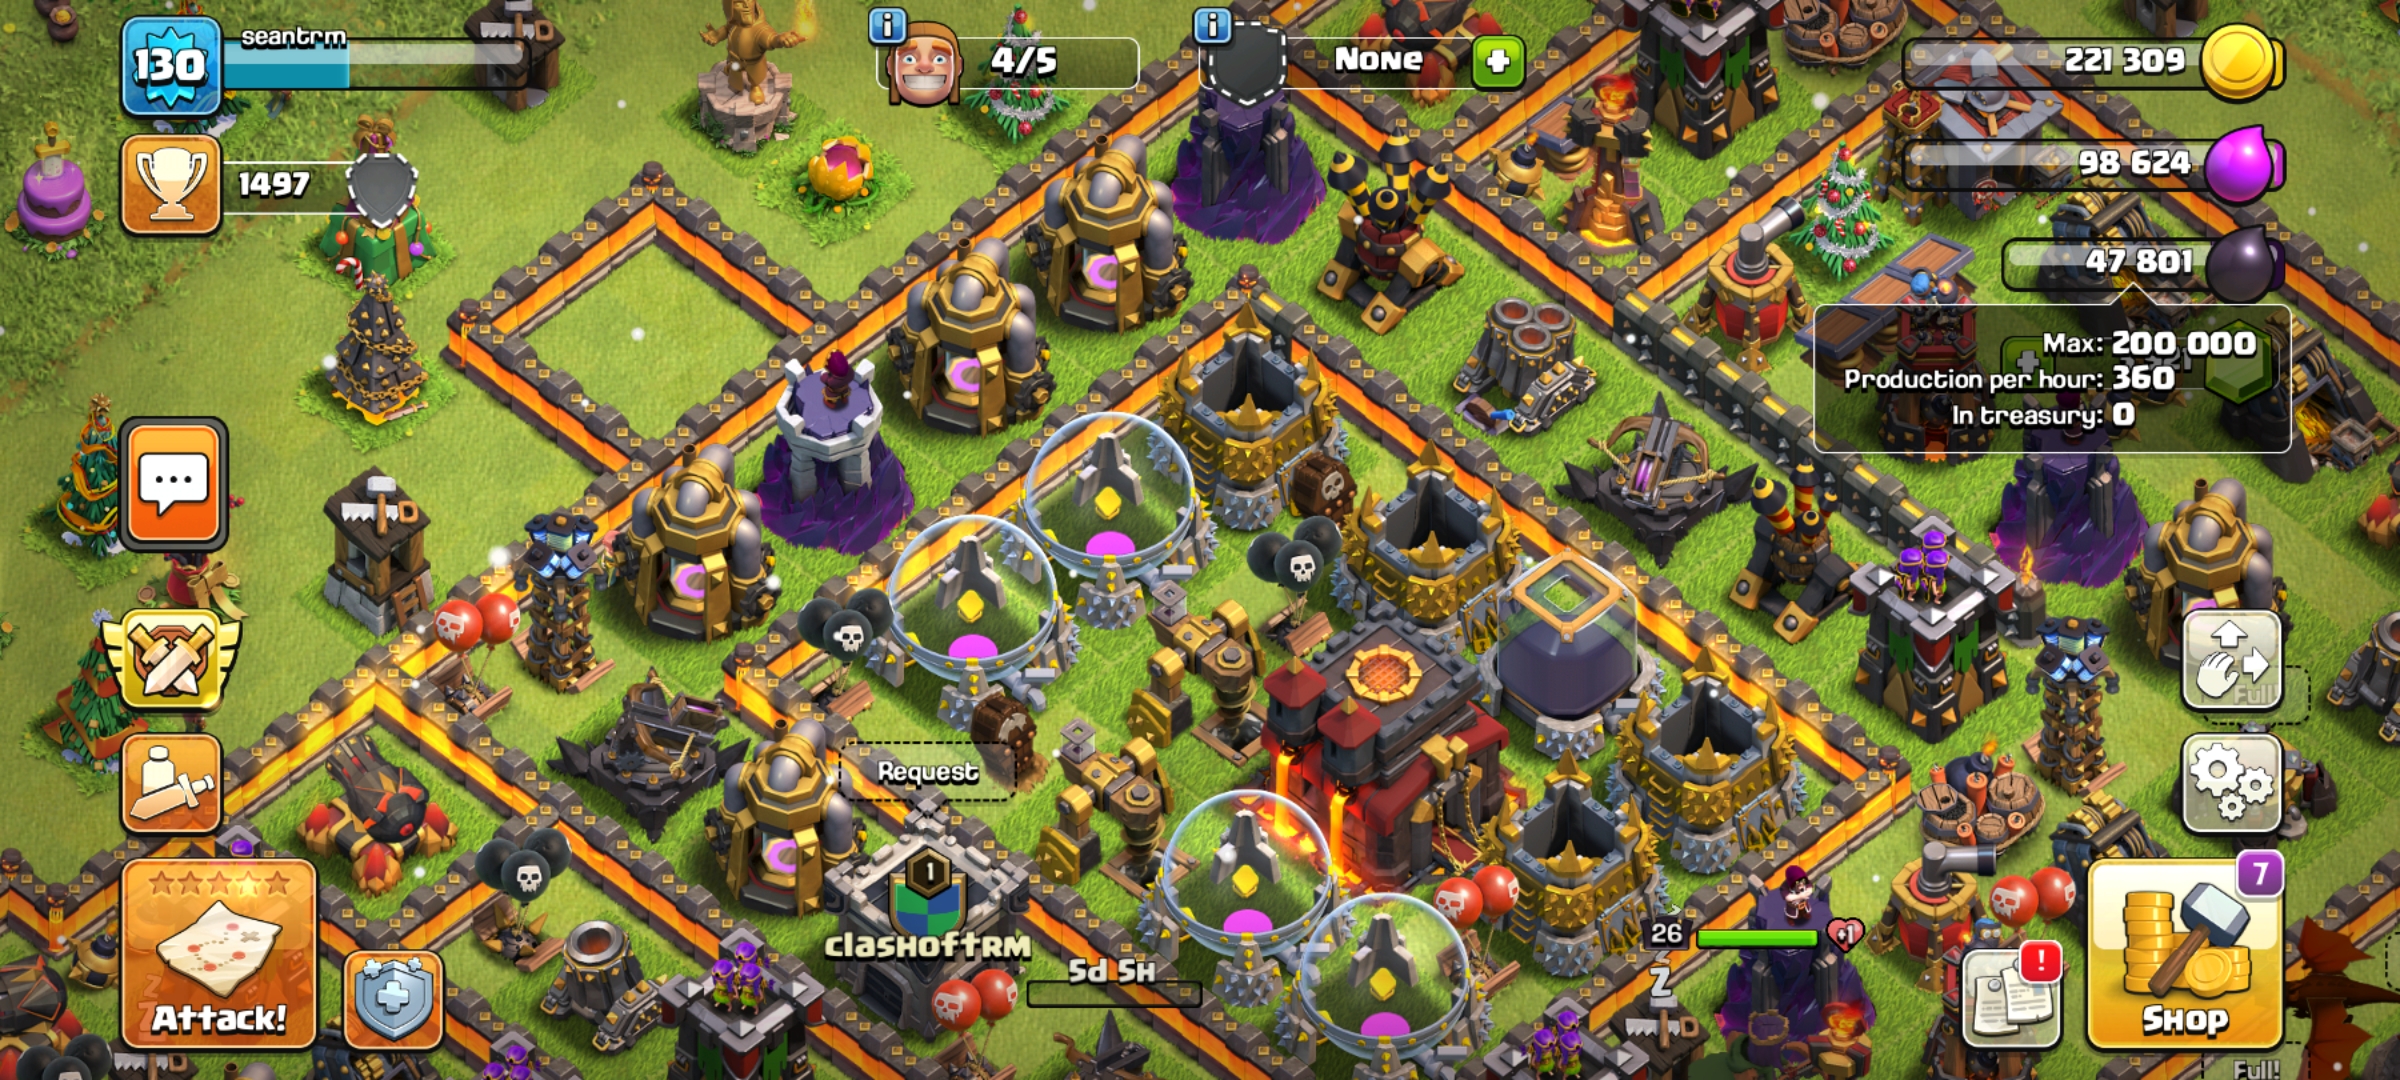 130
seantrm
4/5
None
221 309
1497
98 624
47 801
Max: 200 000
Production per hour: 360
In treasury: 0
Full!
Request
1
clashoftrm
5d 5H
26
+1
7
!
Attack!
Shop
Full!